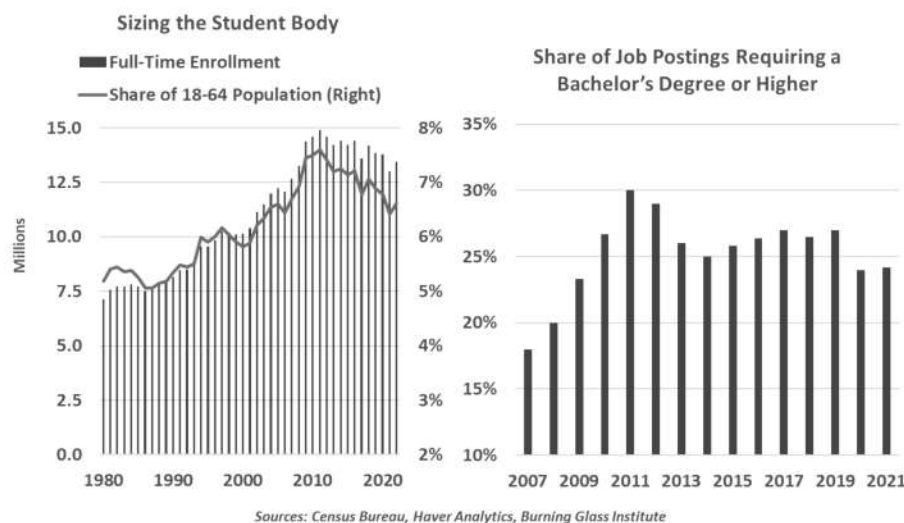 Sizing the Student Body
Full-Time Enrollment
Share of 18-64 Population (Right)
15.0
12.5
10.0
7.5
5.0
2.5
0.0
Millions
8%
7%
6%
5%
4%
3%
2%
1980 1990 2000 2010 2020
Share of Job Postings Requiring a
Bachelor's Degree or Higher
35%
30%
25%
20%
15%
10%
2007 2009 2011 2013 2015 2017 2019 2021
Sources: Census Bureau, Haver Analytics, Burning Glass Institute